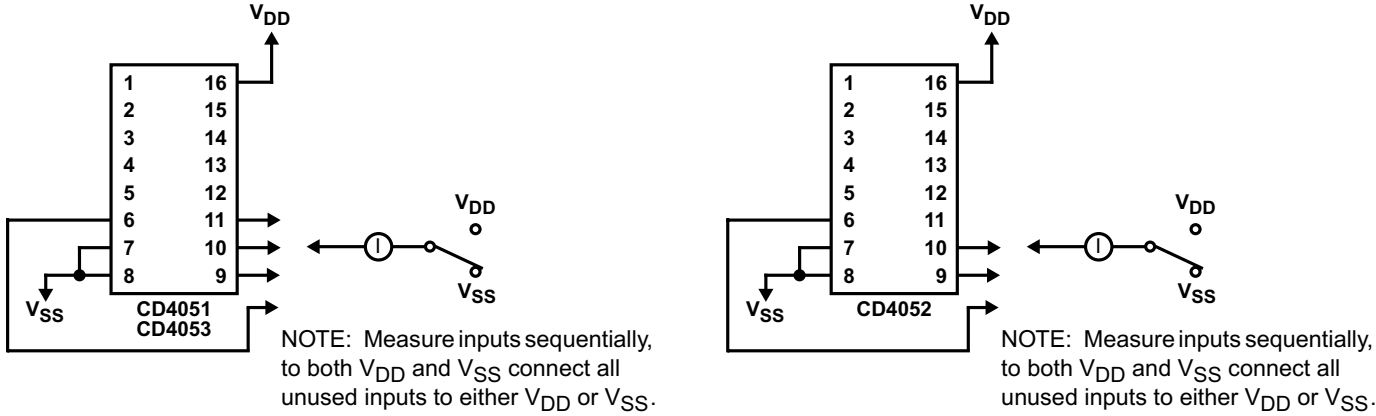 VDD
1 16
2 15
3 14
4 13
5 12
6 11
7 10
8 9
VSS
CD4051
CD4053
I
VDD
VSS
NOTE: Measure inputs sequentially,
to both VDD and VSS connect all
unused inputs to either VDD or VSS.
VDD
1 16
2 15
3 14
4 13
5 12
6 11
7 10
8 9
VSS
CD4052
I
VDD
VSS
NOTE: Measure inputs sequentially,
to both VDD and VSS connect all
unused inputs to either VDD or VSS.